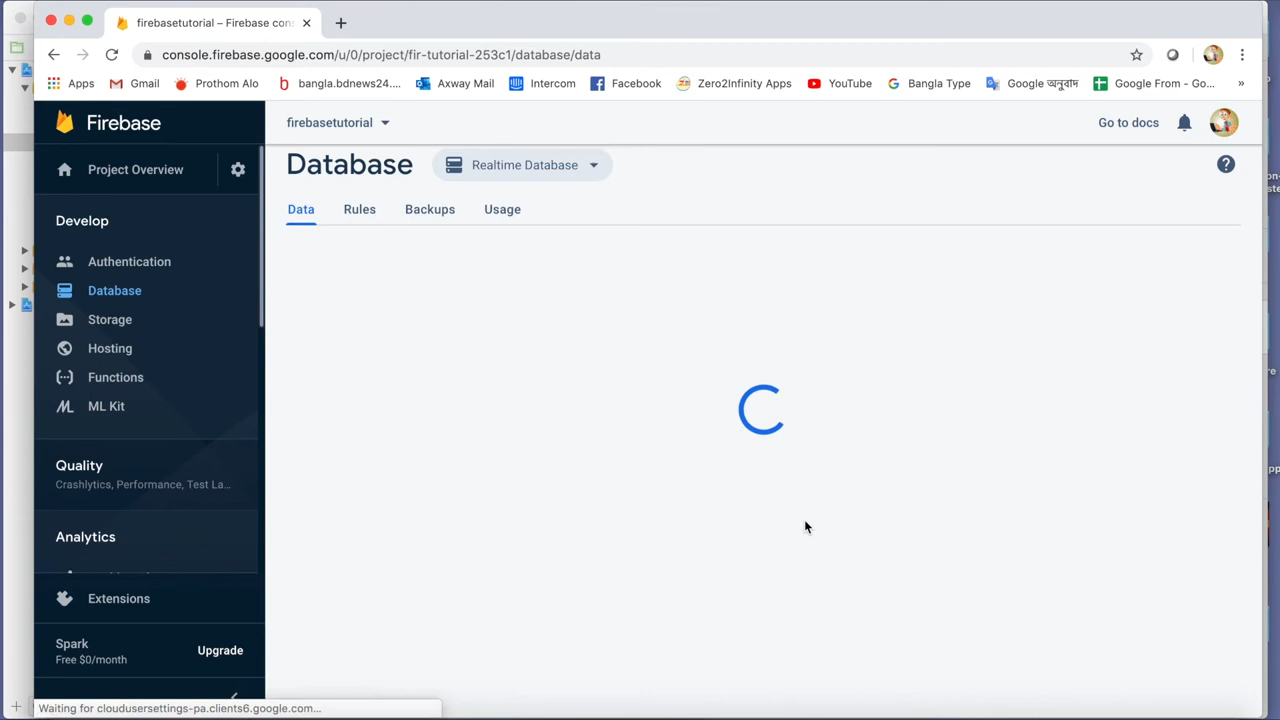 firebasetutorial – Firebase con
console.firebase.google.com/u/0/project/fir-tutorial-253c1/database/data
Apps
Gmail
Prothom Alo
bangla.bdnews24....
Axway Mail
Intercom
Facebook
Zero2Infinity Apps
YouTube
Bangla Type
Google অনুবাদ
Google From - Go...
»
Firebase
firebasetutorial
Go to docs
Project Overview
Database
Realtime Database
Data
Rules
Backups
Usage
Develop
Authentication
Database
Storage
Hosting
Functions
ML Kit
Quality
Crashlytics, Performance, Test La...
Analytics
Extensions
Spark
Free $0/month
Upgrade
Waiting for cloudusersettings-pa.clients6.google.com...